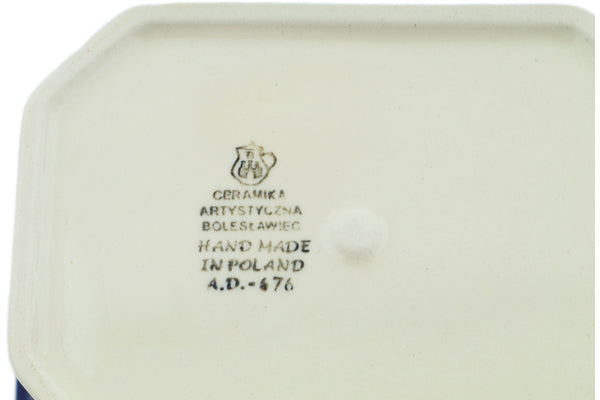 CERAMIKA
ARTYSTYCZNA
BOLESŁAWIEC
HAND MADE
IN POLAND
A.D.-476